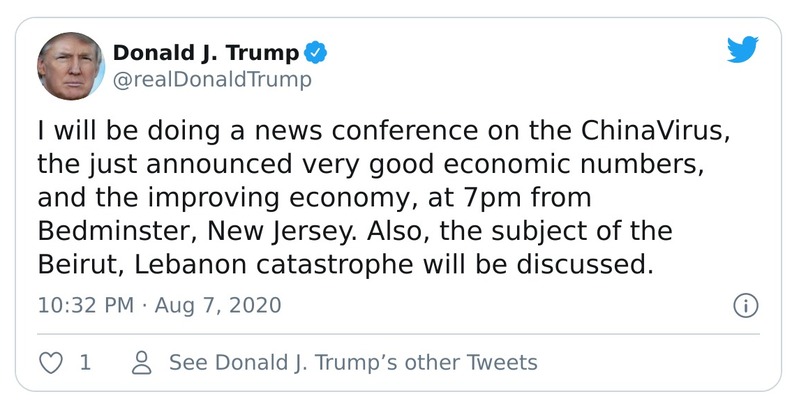 Donald J. Trump
@realDonaldTrump
I will be doing a news conference on the ChinaVirus,
the just announced very good economic numbers,
and the improving economy, at 7pm from
Bedminster, New Jersey. Also, the subject of the
Beirut, Lebanon catastrophe will be discussed.
10:32 PM · Aug 7, 2020
1 See Donald J. Trump’s other Tweets